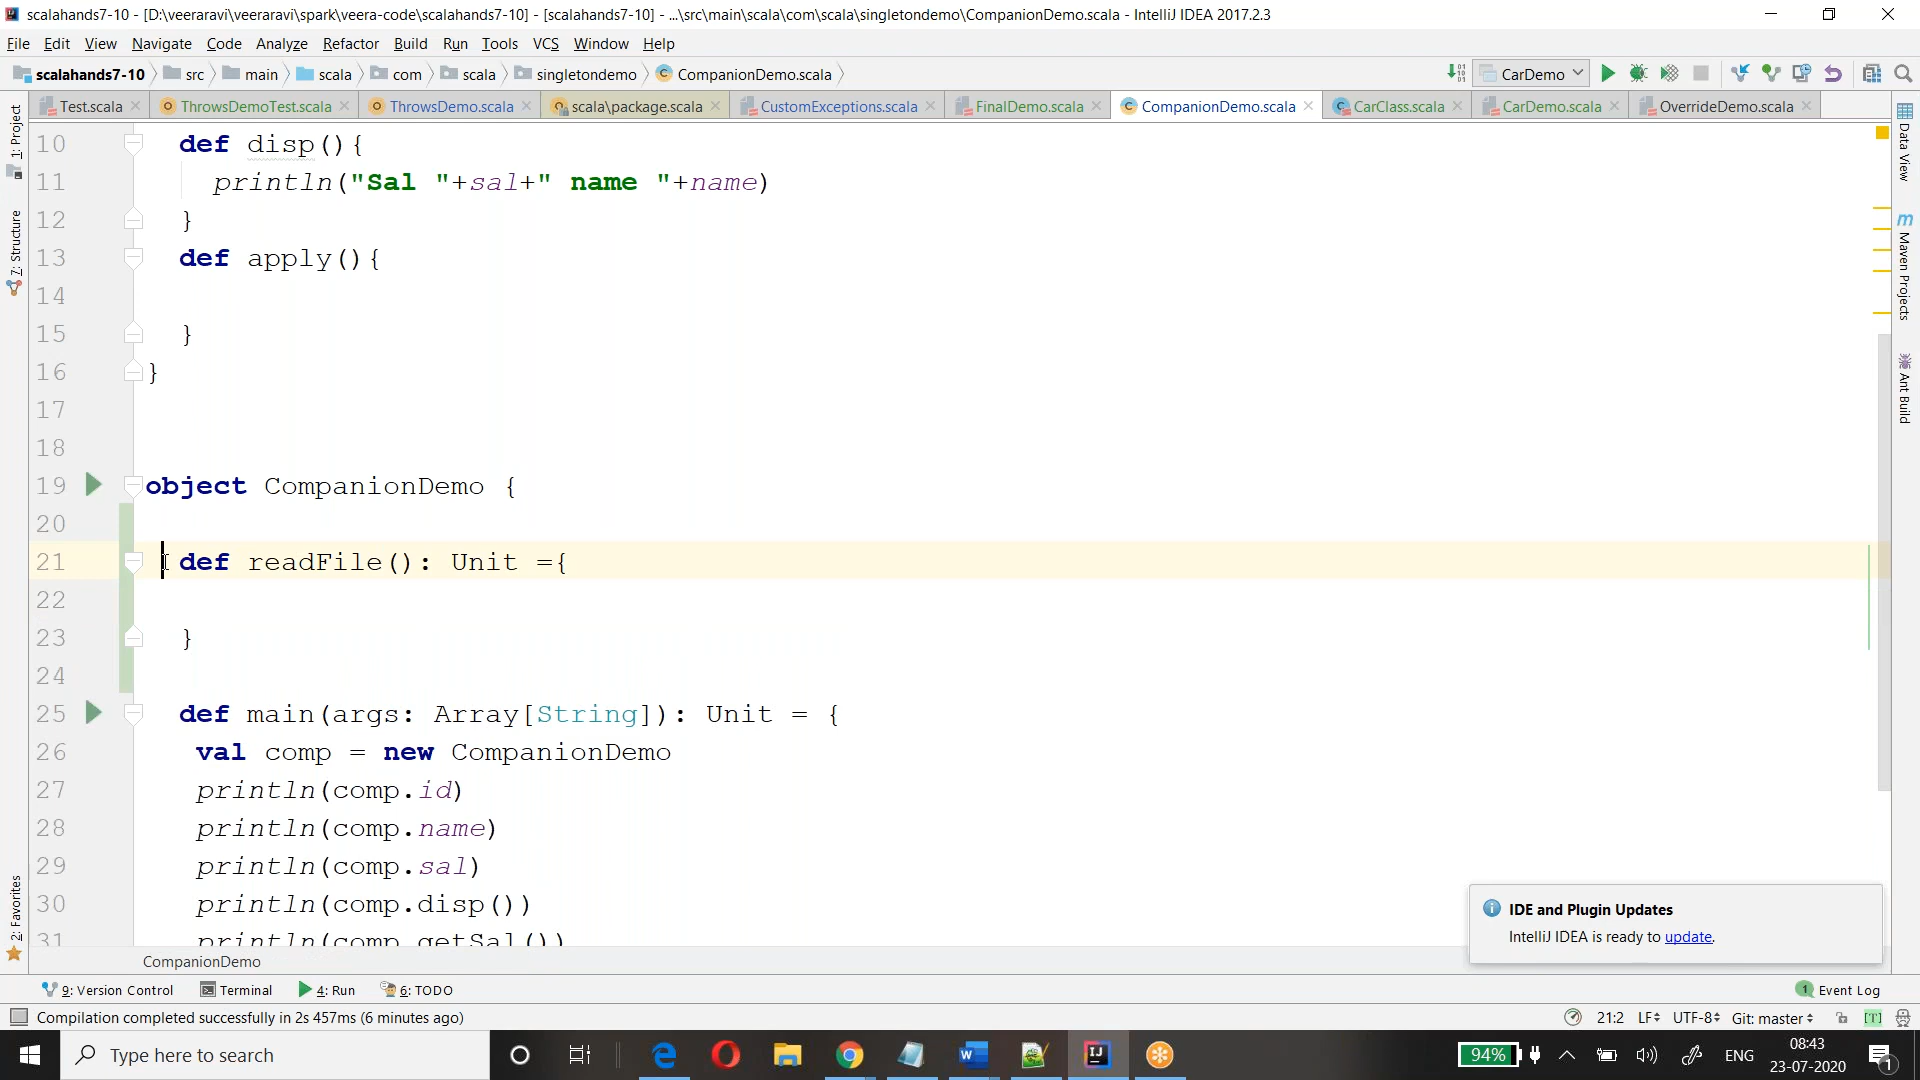 scalahands7-10 - [D:\veeraravi\veeraravi\spark\veera-code\scalahands7-10] - [scalahands7-10] - ...\src\main\scala\com\scala\singletondemo\CompanionDemo.scala - IntelliJ IDEA 2017.2.3
File Edit View Navigate Code Analyze Refactor Build Run Tools VCS Window Help
scalahands7-10 src main scala com scala singletondemo CompanionDemo.scala CarDemo
Test.scala ThrowsDemoTest.scala ThrowsDemo.scala scala\package.scala CustomExceptions.scala FinalDemo.scala CompanionDemo.scala CarClass.scala CarDemo.scala OverrideDemo.scala
1: Project
7: Structure
2: Favorites
10 def disp(){
11 println("Sal "+sal+" name "+name)
12 }
13 def apply(){
14
15 }
16 }
17
18
19 object CompanionDemo {
20
21 def readFile(): Unit ={
22
23 }
24
25 def main(args: Array[String]): Unit = {
26 val comp = new CompanionDemo
27 println(comp.id)
28 println(comp.name)
29 println(comp.sal)
30 println(comp.disp())
31 println(comp.getSal())
Data View
Maven Projects
Ant Build
IDE and Plugin Updates
IntelliJ IDEA is ready to update.
CompanionDemo
9: Version Control Terminal 4: Run 6: TODO 1 Event Log
Compilation completed successfully in 2s 457ms (6 minutes ago) 21:2 LF UTF-8 Git: master [T]
Type here to search 94% ENG 08:43
23-07-2020 1